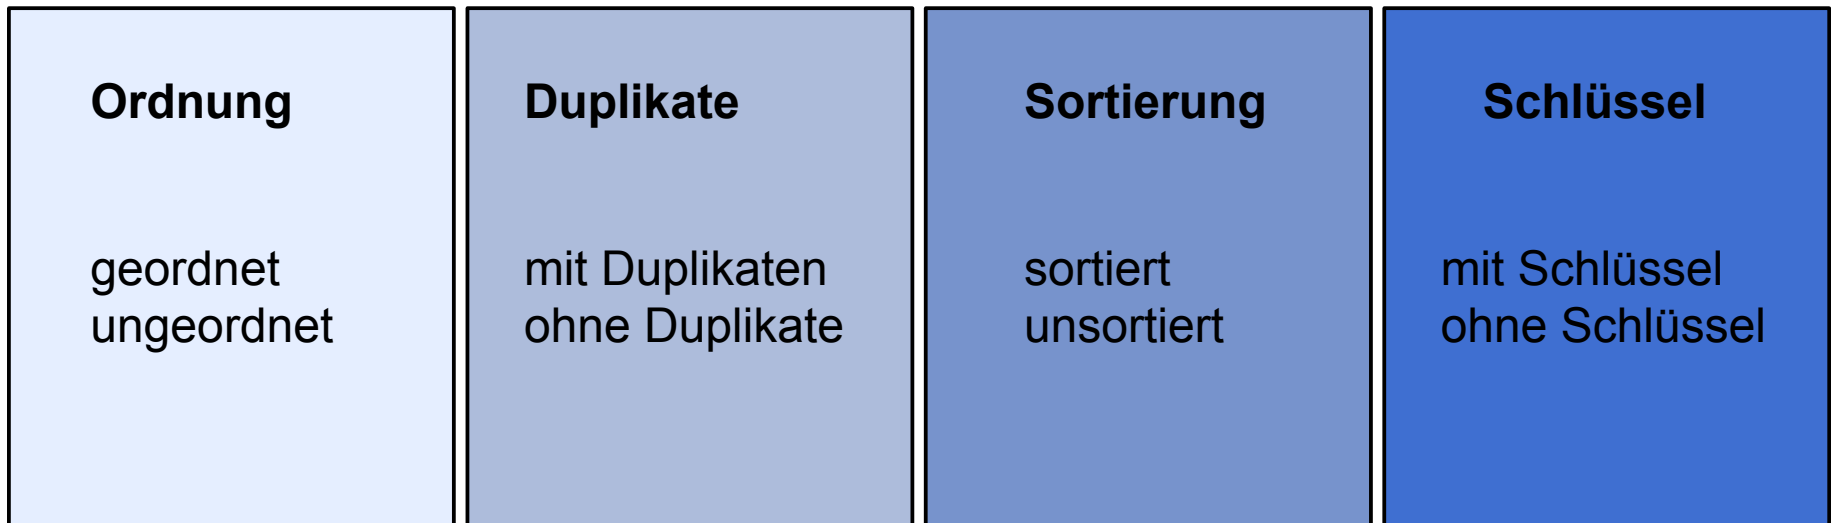 Ordnung
geordnet
ungeordnet
Duplikate
mit Duplikaten
ohne Duplikate
Sortierung
sortiert
unsortiert
Schlüssel
mit Schlüssel
ohne Schlüssel